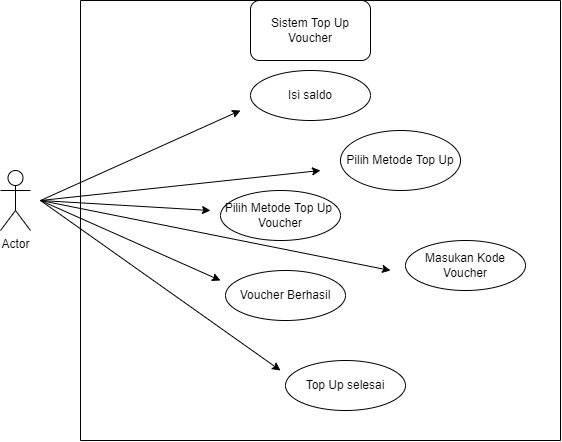 Sistem Top Up
Voucher
Isi saldo
Pilih Metode Top Up
Pilih Metode Top Up
Voucher
Actor
Masukan Kode
Voucher
Voucher Berhasil
Top Up selesai